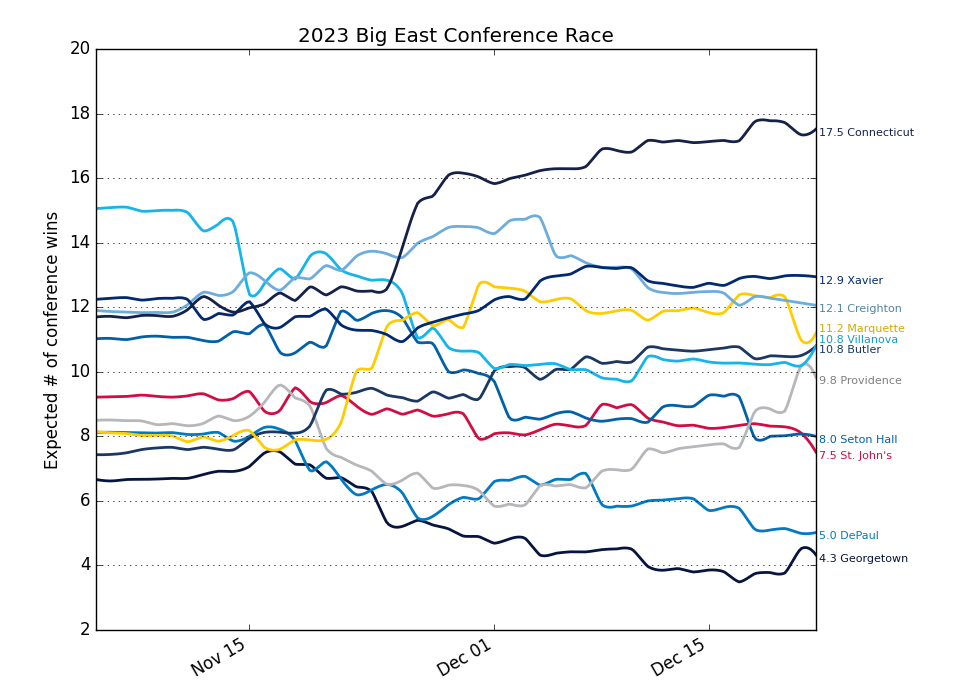 2023 Big East Conference Race
Expected # of conference wins
20
18
16
14
12
10
8
6
4
2
17.5 Connecticut
12.9 Xavier
12.1 Creighton
11.2 Marquette
10.8 Villanova
10.8 Butler
9.8 Providence
8.0 Seton Hall
7.5 St. John's
5.0 DePaul
4.3 Georgetown
Nov 15
Dec 01
Dec 15